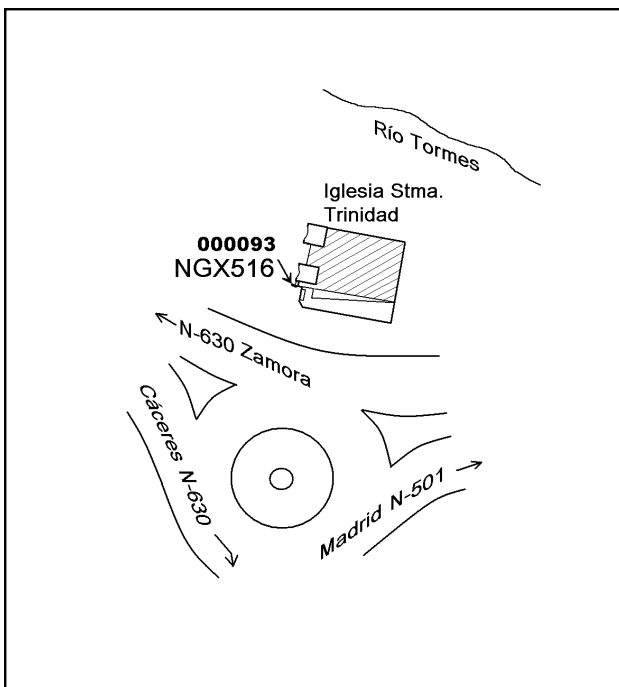 Río Tormes
Iglesia Stma.
Trinidad
000093
NGX516
N-630 Zamora
Cáceres N-630
Madrid N-501